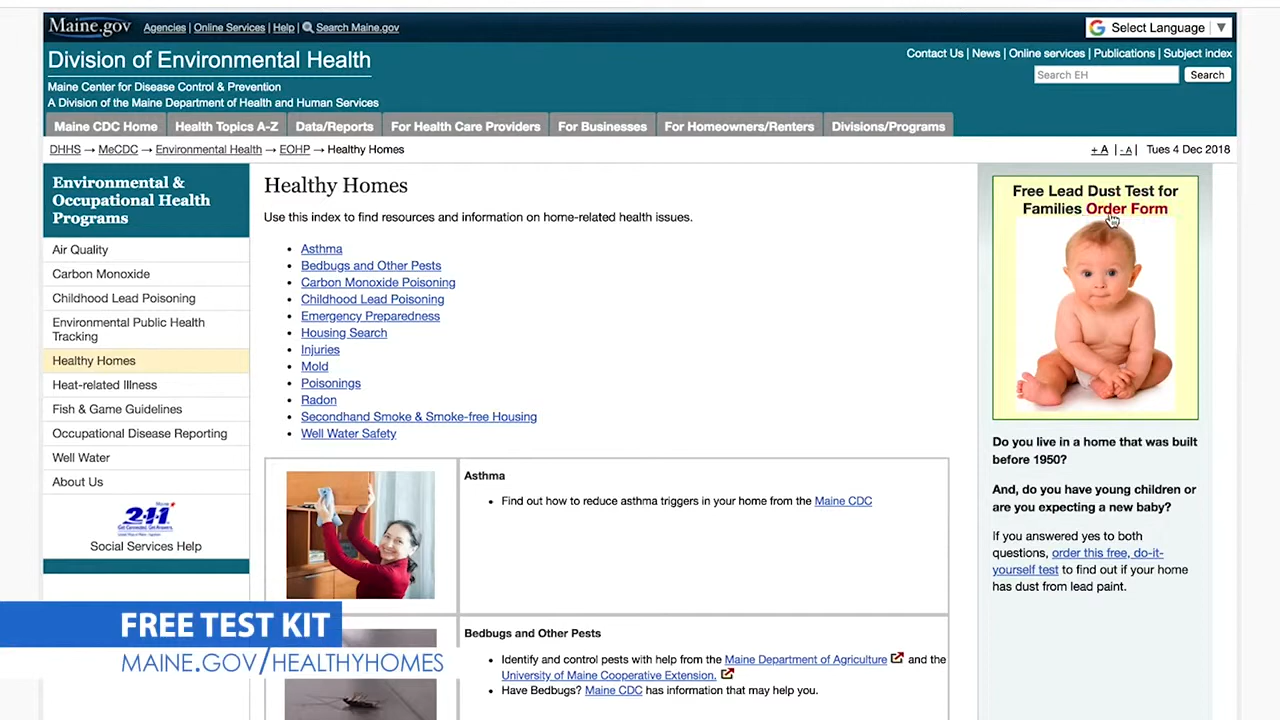 Maine.gov Agencies | Online Services | Help | Search Maine.gov
Select Language ▼
Division of Environmental Health
Maine Center for Disease Control & Prevention
A Division of the Maine Department of Health and Human Services
Contact Us | News | Online services | Publications | Subject index
Search EH Search
Maine CDC Home Health Topics A-Z Data/Reports For Health Care Providers For Businesses For Homeowners/Renters Divisions/Programs
DHHS → MeCDC → Environmental Health → EOHP → Healthy Homes
+ A | - A | Tues 4 Dec 2018
Environmental &
Occupational Health
Programs
Air Quality
Carbon Monoxide
Childhood Lead Poisoning
Environmental Public Health
Tracking
Healthy Homes
Heat-related Illness
Fish & Game Guidelines
Occupational Disease Reporting
Well Water
About Us
Maine
2-1-1
Get Connected. Get Answers.
Social Services Help
Healthy Homes
Use this index to find resources and information on home-related health issues.
• Asthma
• Bedbugs and Other Pests
• Carbon Monoxide Poisoning
• Childhood Lead Poisoning
• Emergency Preparedness
• Housing Search
• Injuries
• Mold
• Poisonings
• Radon
• Secondhand Smoke & Smoke-free Housing
• Well Water Safety
Asthma
• Find out how to reduce asthma triggers in your home from the Maine CDC
Bedbugs and Other Pests
• Identify and control pests with help from the Maine Department of Agriculture and the
University of Maine Cooperative Extension.
• Have Bedbugs? Maine CDC has information that may help you.
Free Lead Dust Test for
Families Order Form
Do you live in a home that was built
before 1950?
And, do you have young children or
are you expecting a new baby?
If you answered yes to both
questions, order this free, do-it-
yourself test to find out if your home
has dust from lead paint.
FREE TEST KIT
MAINE.GOV/HEALTHYHOMES